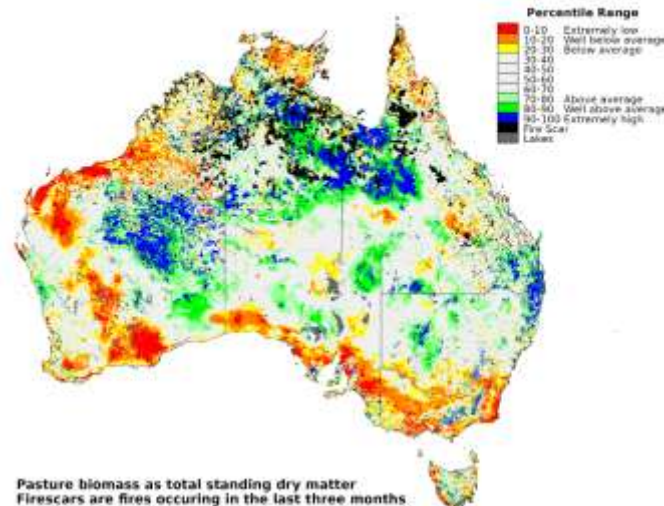 Percentile Range
0-10 Extremely low
10-20 Well below average
20-30 Below average
30-40
40-50
50-60
60-70
70-80 Above average
80-90 Well above average
90-100 Extremely high
Fire Scar
Lakes
Pasture biomass as total standing dry matter
Firescars are fires occuring in the last three months